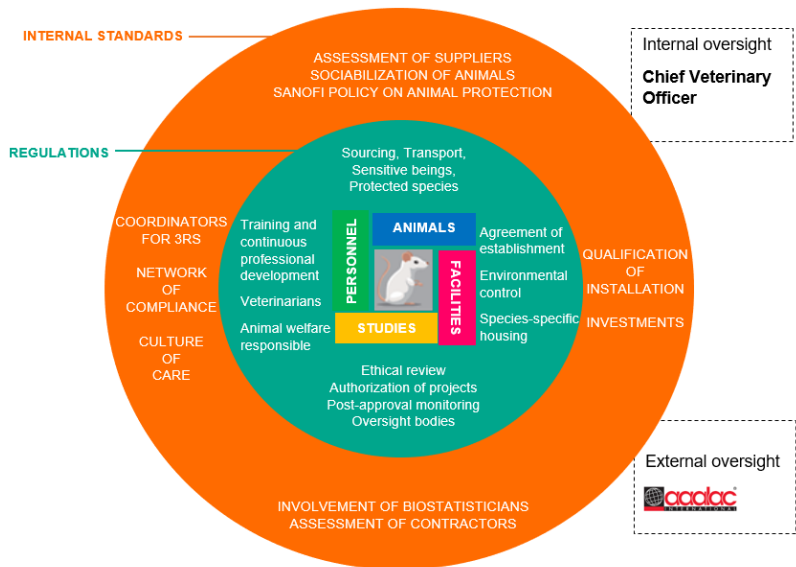 INTERNAL STANDARDS
ASSESSMENT OF SUPPLIERS
SOCIABILIZATION OF ANIMALS
SANOFI POLICY ON ANIMAL PROTECTION
Internal oversight
Chief Veterinary
Officer
REGULATIONS
Sourcing, Transport,
Sensitive beings,
Protected species
COORDINATORS
FOR 3RS
NETWORK
OF
COMPLIANCE
CULTURE
OF
CARE
Training and
continuous
professional
development
Veterinarians
Animal welfare
responsible
PERSONNEL
ANIMALS
FACILITIES
STUDIES
Agreement of
establishment
Environmental
control
Species-specific
housing
QUALIFICATION
OF
INSTALLATION
INVESTMENTS
Ethical review
Authorization of projects
Post-approval monitoring
Oversight bodies
External oversight
aaalac
INTERNATIONAL
INVOLVEMENT OF BIOSTATISTICIANS
ASSESSMENT OF CONTRACTORS